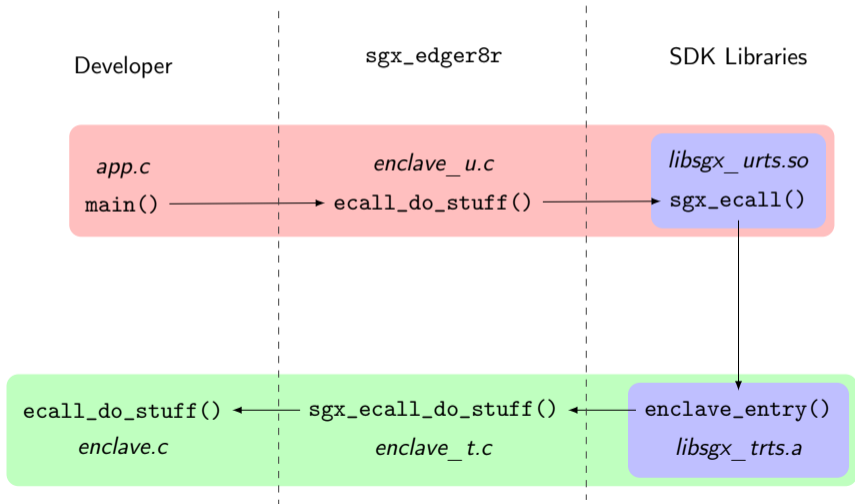 Developer
sgx_edger8r
SDK Libraries
app.c
enclave_u.c
libsgx_urts.so
main()
ecall_do_stuff()
sgx_ecall()
ecall_do_stuff()
sgx_ecall_do_stuff()
enclave_entry()
enclave.c
enclave_t.c
libsgx_trts.a